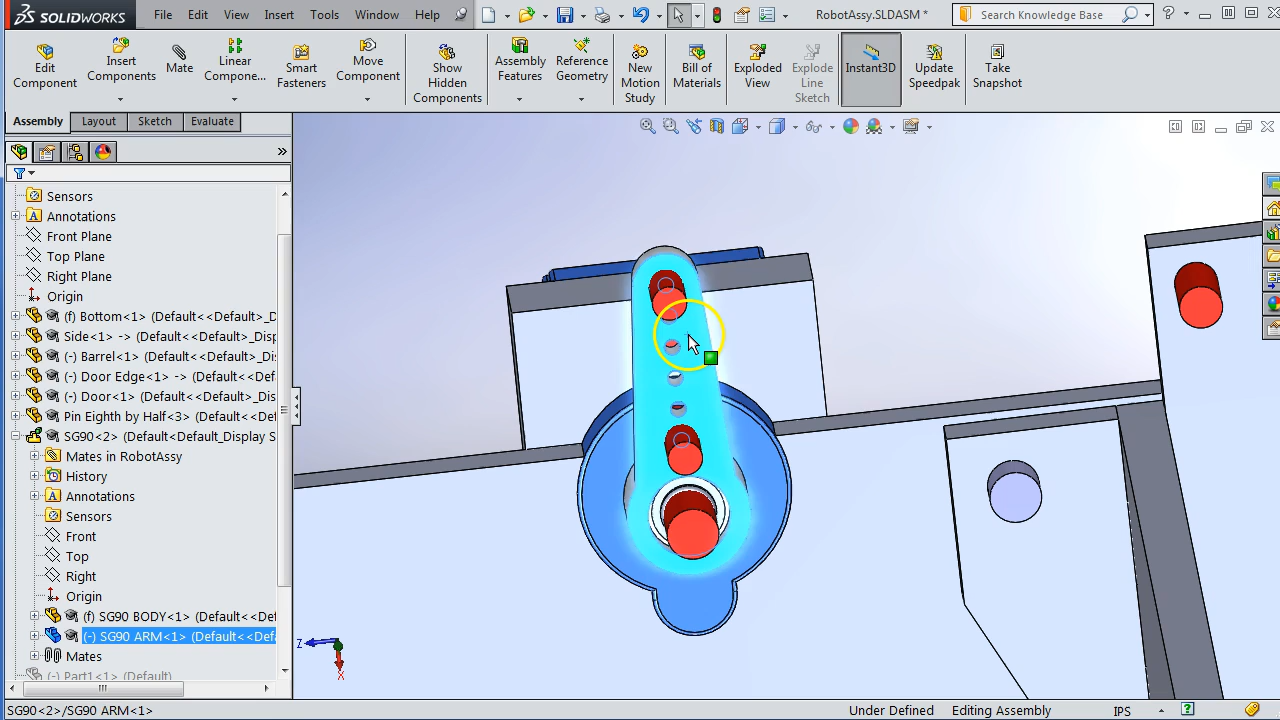 SOLIDWORKS
File Edit View Insert Tools Window Help
RobotAssy.SLDASM *
Search Knowledge Base
Edit Component
Insert Components
Mate
Linear Compone...
Smart Fasteners
Move Component
Show Hidden Components
Assembly Features
Reference Geometry
New Motion Study
Bill of Materials
Exploded View
Explode Line Sketch
Instant3D
Update Speedpak
Take Snapshot
Assembly Layout Sketch Evaluate
Sensors
Annotations
Front Plane
Top Plane
Right Plane
Origin
(f) Bottom<1> (Default<<Default>_D
Side<1> -> (Default<<Default>_Disp
(-) Barrel<1> (Default<<Default>_Dis
(-) Door Edge<1> -> (Default<<Defa
(-) Door<1> (Default<<Default>_Disp
Pin Eighth by Half<3> (Default<<De
SG90<2> (Default<Default_Display S
Mates in RobotAssy
History
Annotations
Sensors
Front
Top
Right
Origin
(f) SG90 BODY<1> (Default<<Def
(-) SG90 ARM<1> (Default<<Defa
Mates
(-) Part1<1> (Default)
Z
X
SG90<2>/SG90 ARM<1>
Under Defined Editing Assembly IPS